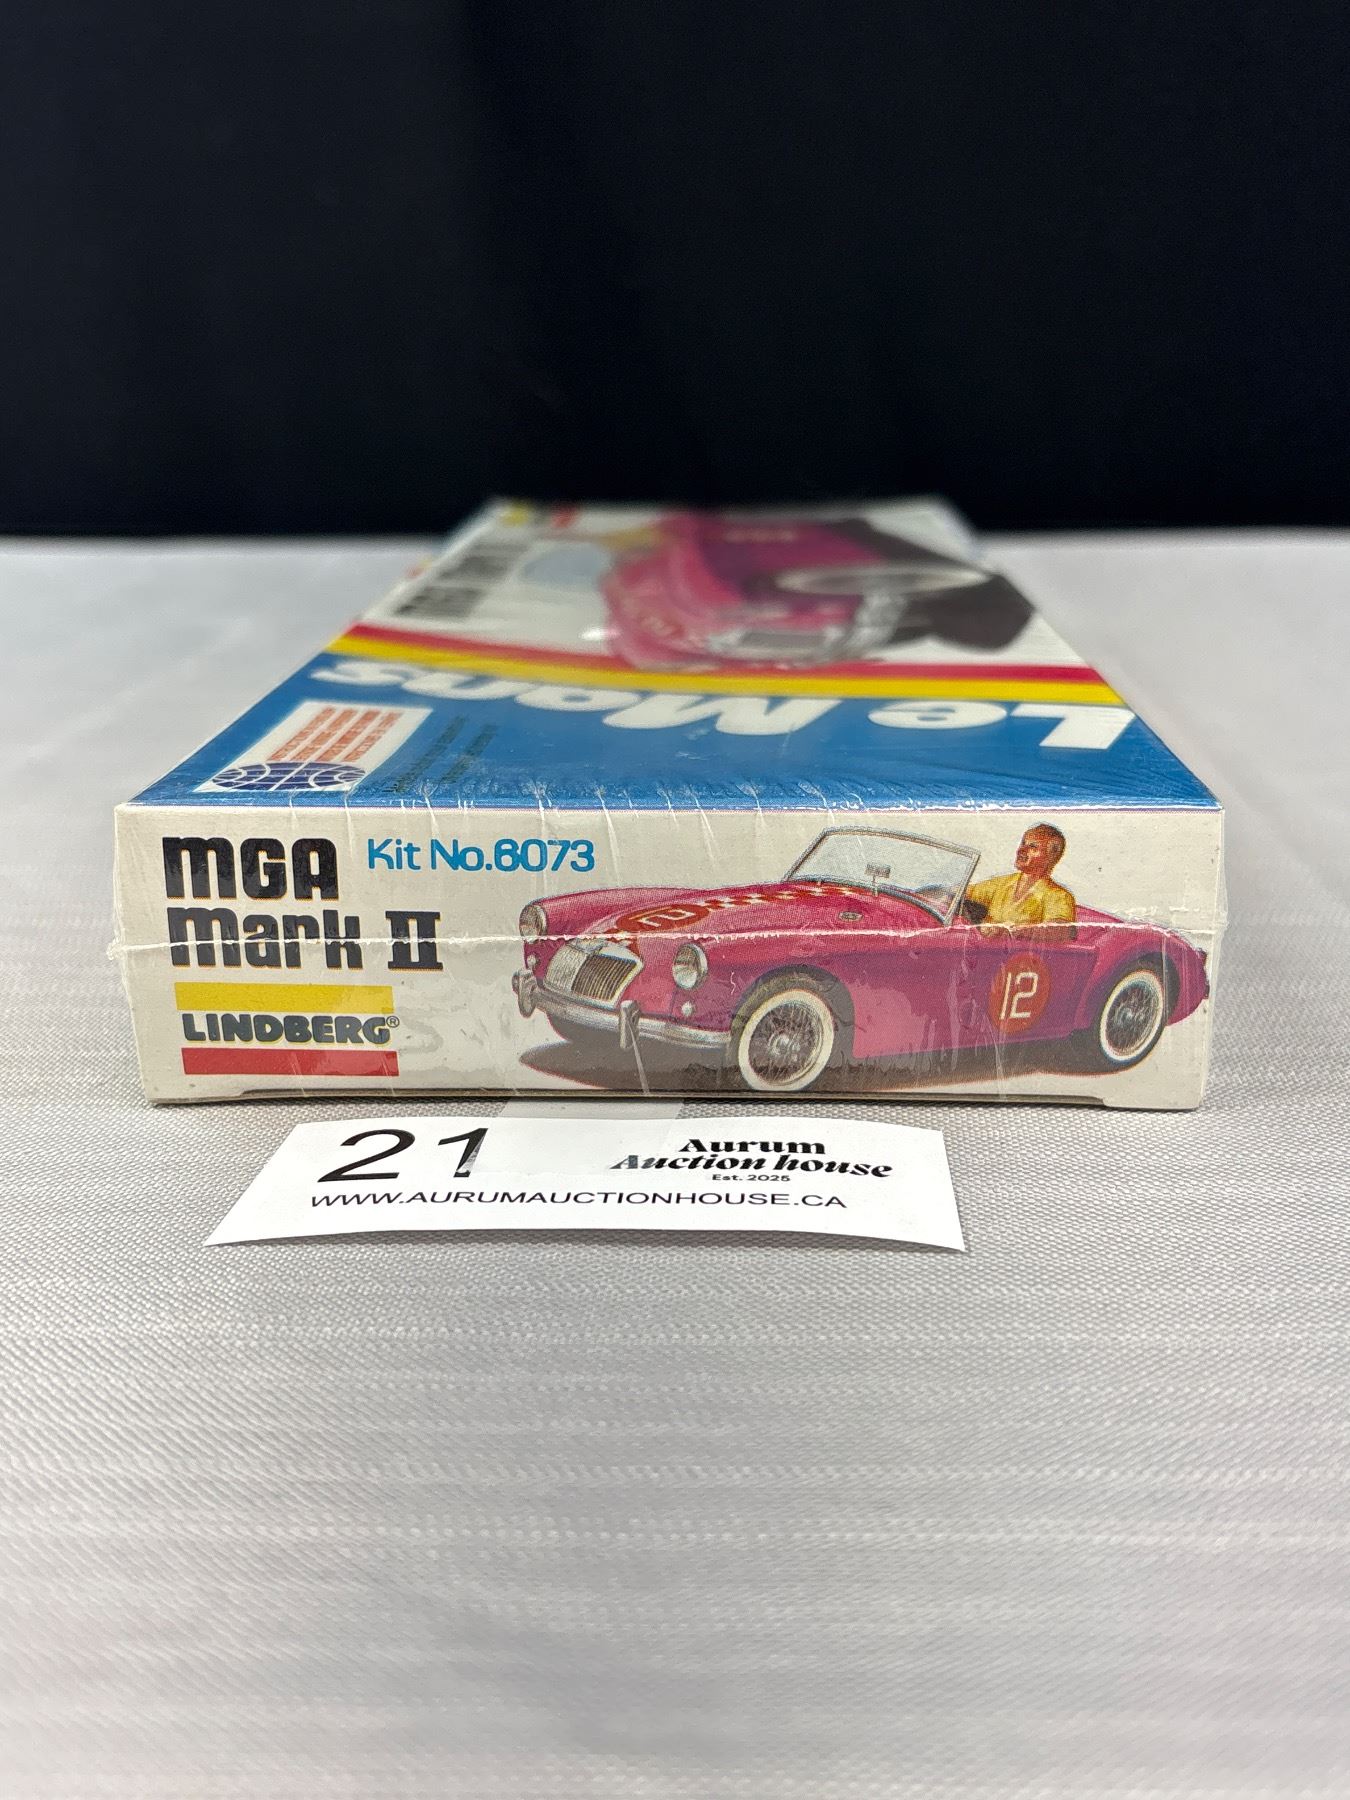 Le Mans
MGA
Mark II
Kit No.6073
LINDBERG®
12
12
21
Aurum
Auction house
Est. 2025
WWW.AURUMAUCTIONHOUSE.CA